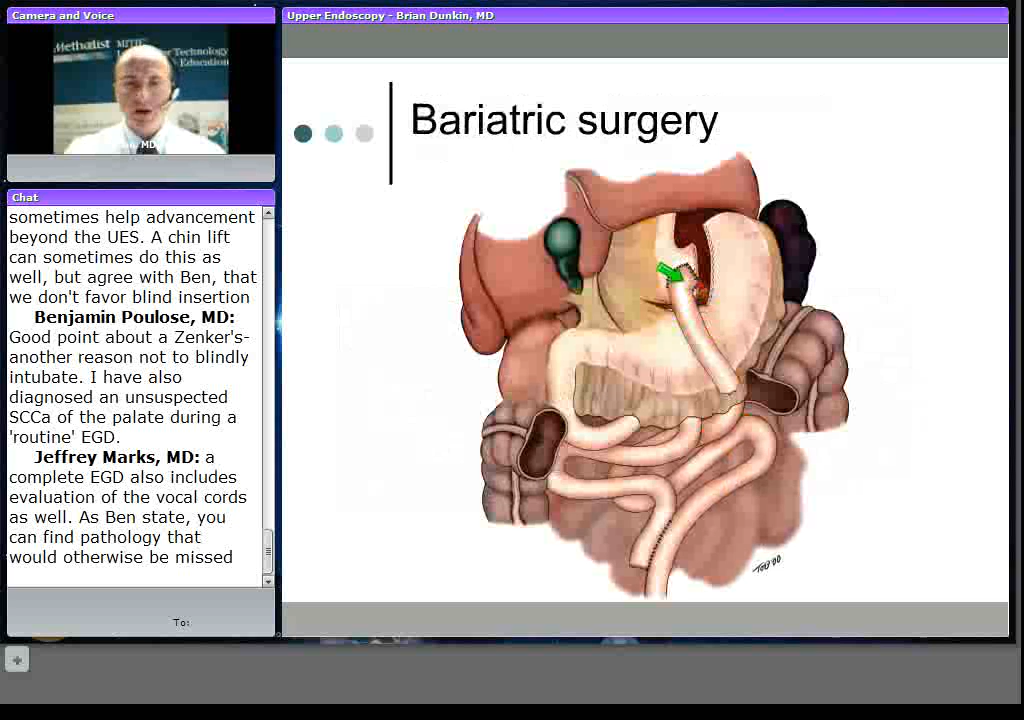 Camera and Voice
Methodist
Technology
Education
MD
Chat
sometimes help advancement
beyond the UES. A chin lift
can sometimes do this as
well, but agree with Ben, that
we don't favor blind insertion
Benjamin Poulose, MD:
Good point about a Zenker's-
another reason not to blindly
intubate. I have also
diagnosed an unsuspected
SCCa of the palate during a
'routine' EGD.
Jeffrey Marks, MD: a
complete EGD also includes
evaluation of the vocal cords
as well. As Ben state, you
can find pathology that
would otherwise be missed
To:
Upper Endoscopy - Brian Dunkin, MD
Bariatric surgery